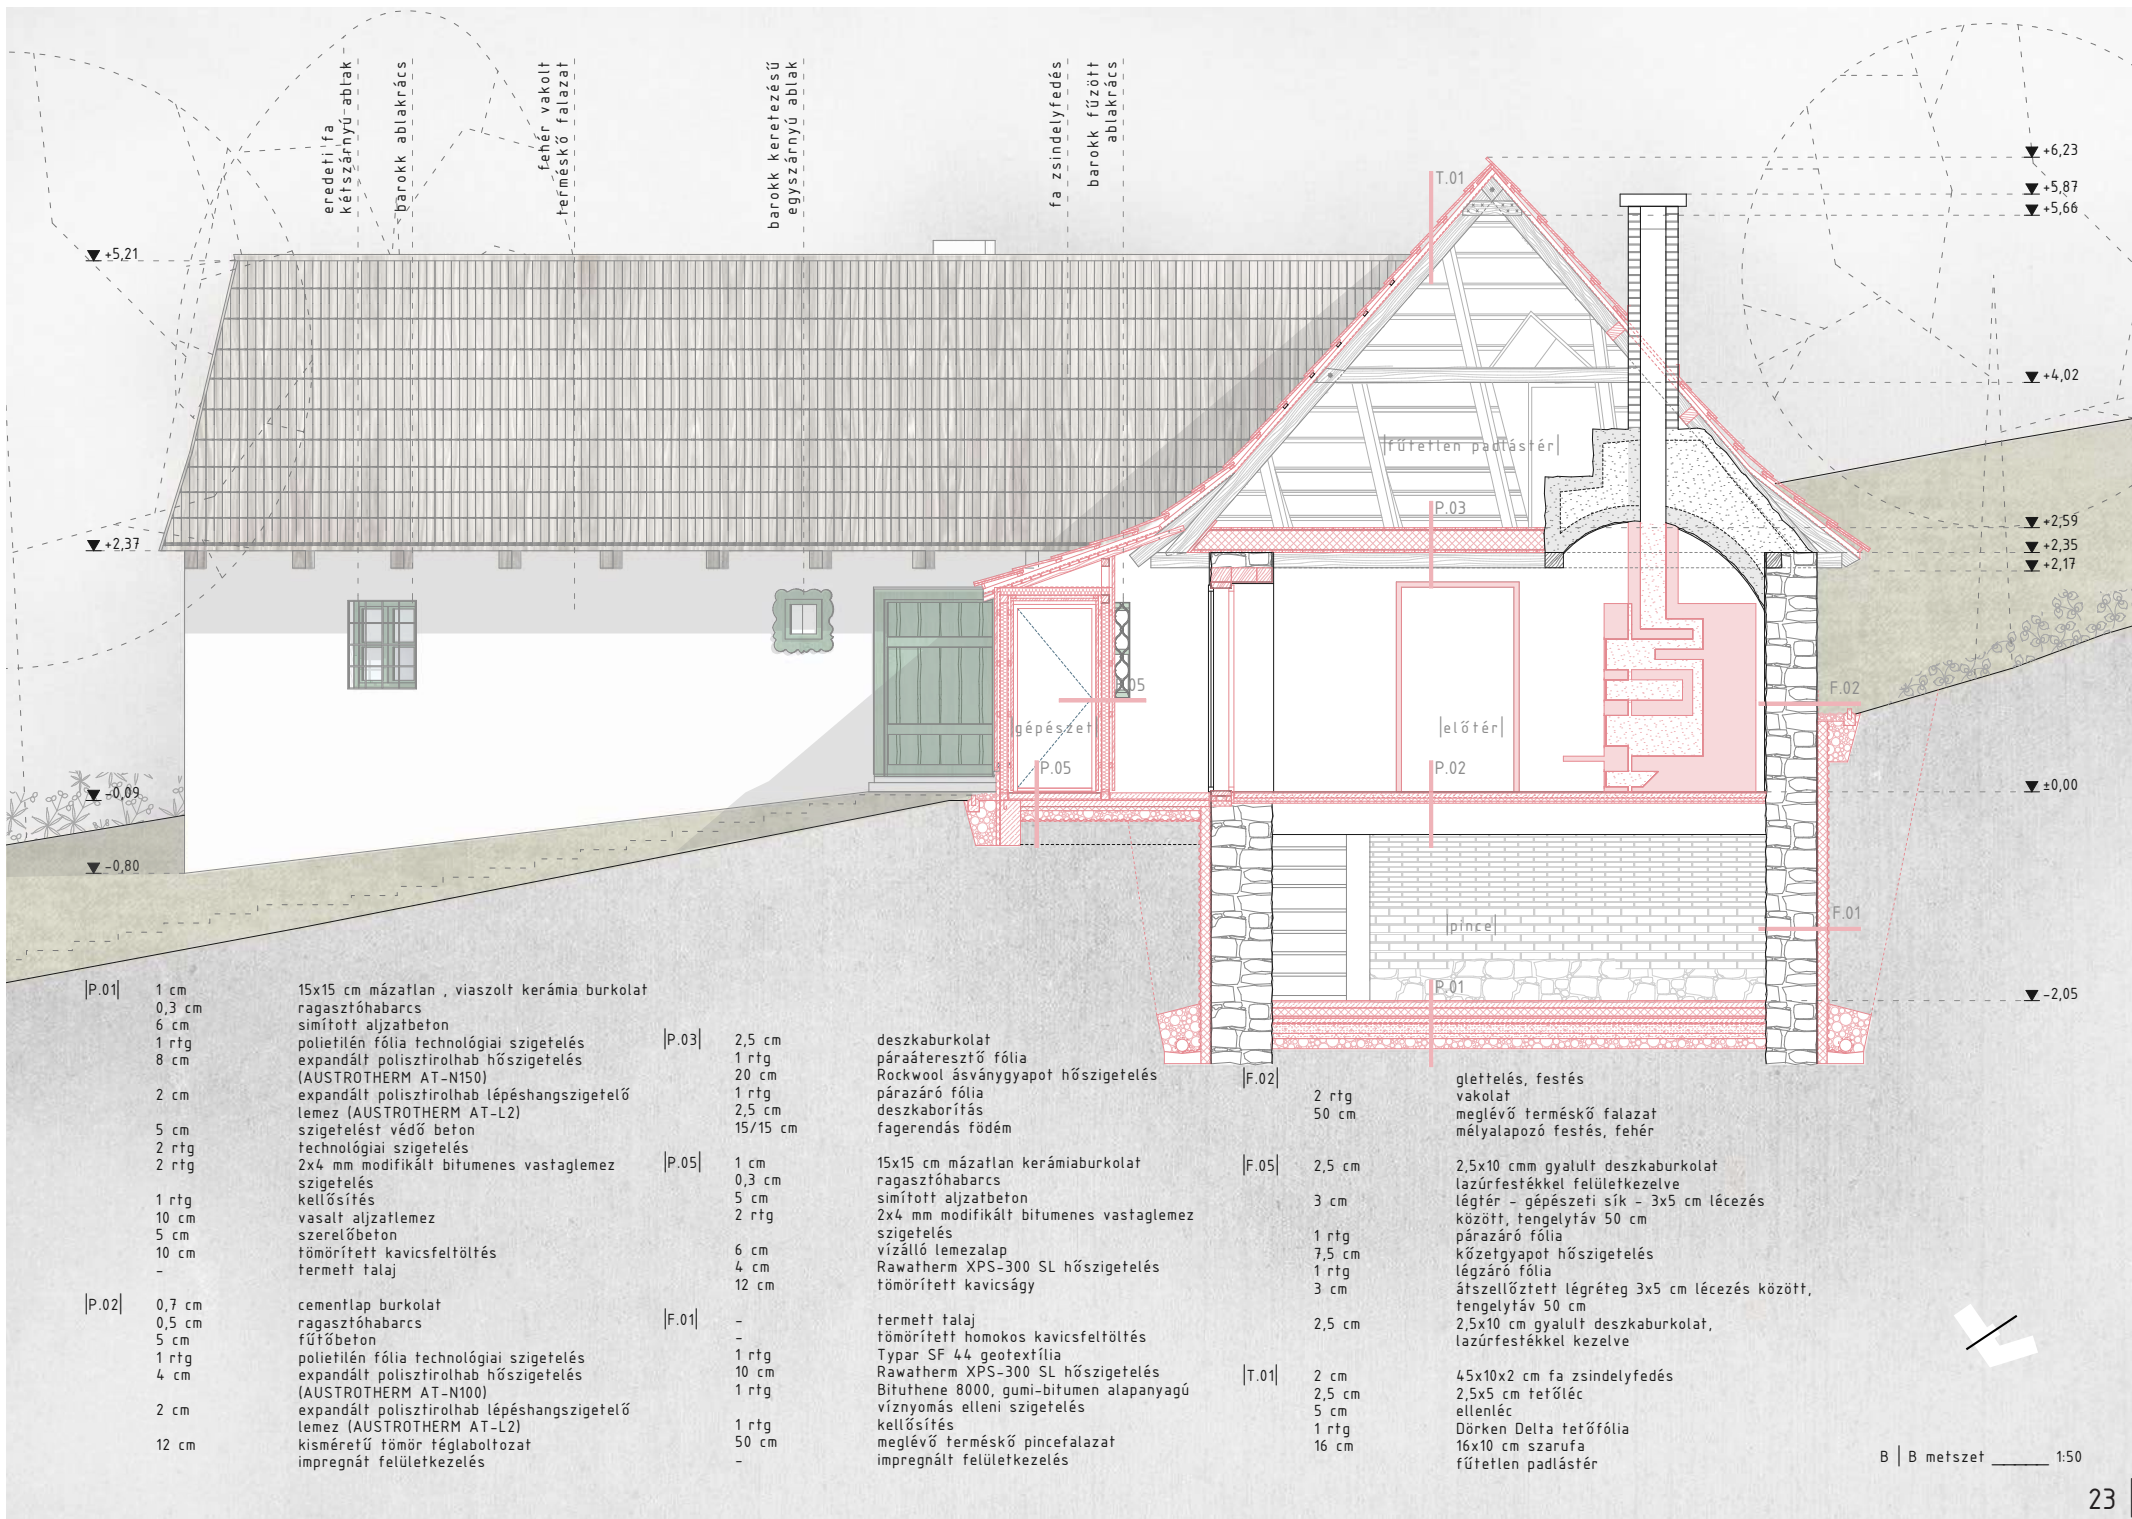 eredeti fa
kétszárnyú ablak
barokk ablakrács
fehér vakolt
terméskő falazat
barokk keretezésű
egyszárnyú ablak
fa zsindelyfedés
barokk fűzött
ablakrács
+5,21
+2,37
-0,09
-0,80
+6,23
+5,87
+5,66
+4,02
+2,59
+2,35
+2,17
±0,00
-2,05
T.01
|fűtetlen padlástér|
P.03
F.02
|gépészet|
|előtér|
P.05
P.02
F.01
|pince|
P.01
|P.01|
1 cm 15x15 cm mázatlan , viaszolt kerámia burkolat
0,3 cm ragasztóhabarcs
6 cm simított aljzatbeton
1 rtg polietilén fólia technológiai szigetelés
8 cm expandált polisztirolhab hőszigetelés
(AUSTROTHERM AT-N150)
2 cm expandált polisztirolhab lépéshangszigetelő
lemez (AUSTROTHERM AT-L2)
5 cm szigetelést védő beton
2 rtg technológiai szigetelés
2 rtg 2x4 mm modifikált bitumenes vastaglemez
szigetelés
1 rtg kellősítés
10 cm vasalt aljzatlemez
5 cm szerelőbeton
10 cm tömörített kavicsfeltöltés
- termett talaj
|P.02|
0,7 cm cementlap burkolat
0,5 cm ragasztóhabarcs
5 cm fűtőbeton
1 rtg polietilén fólia technológiai szigetelés
4 cm expandált polisztirolhab hőszigetelés
(AUSTROTHERM AT-N100)
2 cm expandált polisztirolhab lépéshangszigetelő
lemez (AUSTROTHERM AT-L2)
12 cm kisméretű tömör téglaboltozat
impregnát felületkezelés
|P.03|
2,5 cm deszkaburkolat
1 rtg páraáteresztő fólia
20 cm Rockwool ásványgyapot hőszigetelés
1 rtg párazáró fólia
2,5 cm deszkaborítás
15/15 cm fagerendás födém
|P.05|
1 cm 15x15 cm mázatlan kerámiaburkolat
0,3 cm ragasztóhabarcs
5 cm simított aljzatbeton
2 rtg 2x4 mm modifikált bitumenes vastaglemez
szigetelés
6 cm vízálló lemezalap
4 cm Rawatherm XPS-300 SL hőszigetelés
12 cm tömörített kavicságy
|F.01|
- termett talaj
- tömörített homokos kavicsfeltöltés
1 rtg Typar SF 44 geotextília
10 cm Rawatherm XPS-300 SL hőszigetelés
1 rtg Bituthene 8000, gumi-bitumen alapanyagú
víznyomás elleni szigetelés
1 rtg kellősítés
50 cm meglévő terméskő pincefalazat
- impregnált felületkezelés
|F.02|
glettelés, festés
2 rtg vakolat
50 cm meglévő terméskő falazat
mélyalapozó festés, fehér
|F.05|
2,5 cm 2,5x10 cmm gyalult deszkaburkolat
lazúrfestékkel felületkezelve
3 cm légtér - gépészeti sík - 3x5 cm lécezés
között, tengelytáv 50 cm
1 rtg párazáró fólia
7,5 cm kőzetgyapot hőszigetelés
1 rtg légzáró fólia
3 cm átszellőztett légréteg 3x5 cm lécezés között,
tengelytáv 50 cm
2,5 cm 2,5x10 cm gyalult deszkaburkolat,
lazúrfestékkel kezelve
|T.01|
2 cm 45x10x2 cm fa zsindelyfedés
2,5 cm 2,5x5 cm tetőléc
5 cm ellenléc
1 rtg Dörken Delta tetőfólia
16 cm 16x10 cm szarufa
fűtetlen padlástér
B | B metszet ______ 1:50
23